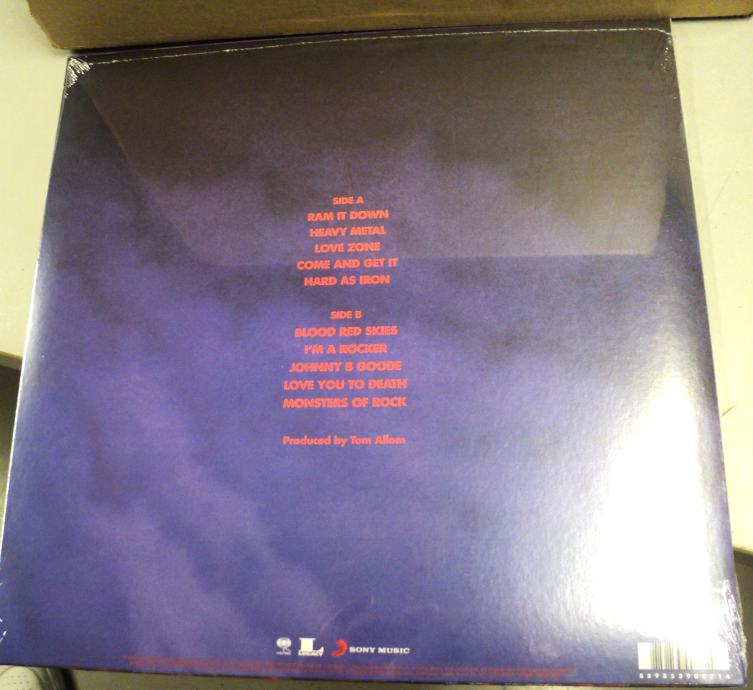 SIDE A
RAM IT DOWN
HEAVY METAL
LOVE ZONE
COME AND GET IT
HARD AS IRON
SIDE B
BLOOD RED SKIES
I'M A ROCKER
JOHNNY B GOODE
LOVE YOU TO DEATH
MONSTERS OF ROCK
Produced by Tom Allom
LEGACY
SONY MUSIC